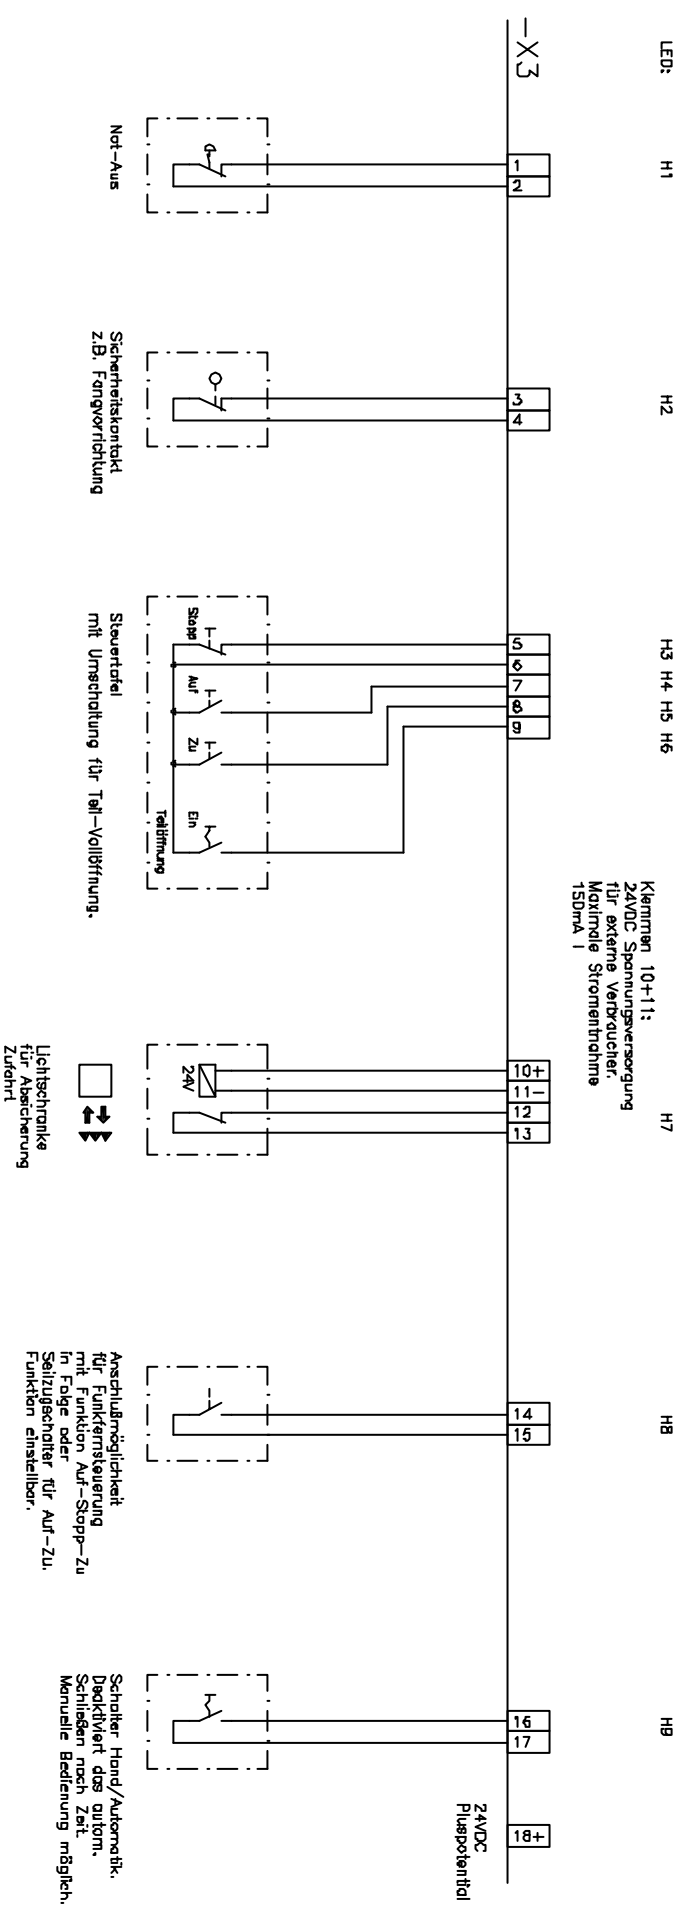 LED:
H1
H2
H3 H4 H5 H6
H7
H8
H9
Klemmen 10+11:
24VDC Spannungsversorgung
für externe Verbraucher.
Maximale Stromentnahme
150mA !
-X3
1
2
3
4
5
6
7
8
9
10+
11-
12
13
14
15
16
17
18+
24VDC
Pluspotential
Stopp
Auf
Zu
Ein
Teilöffnung
24V
Not-Aus
Sicherheitskontakt
z.B. Fangvorrichtung
Steuertafel
mit Umschaltung für Teil-Vollöffnung.
Lichtschranke
für Absicherung
Zufahrt
Anschlußmöglichkeit
für Funkfernsteuerung
mit Funktion Auf-Stopp-Zu
in Folge oder
Seilzugschalter für Auf-Zu.
Funktion einstellbar.
Schalter Hand/Automatik.
Deaktiviert das autom.
Schließen nach Zeit.
Manuelle Bedienung möglich.